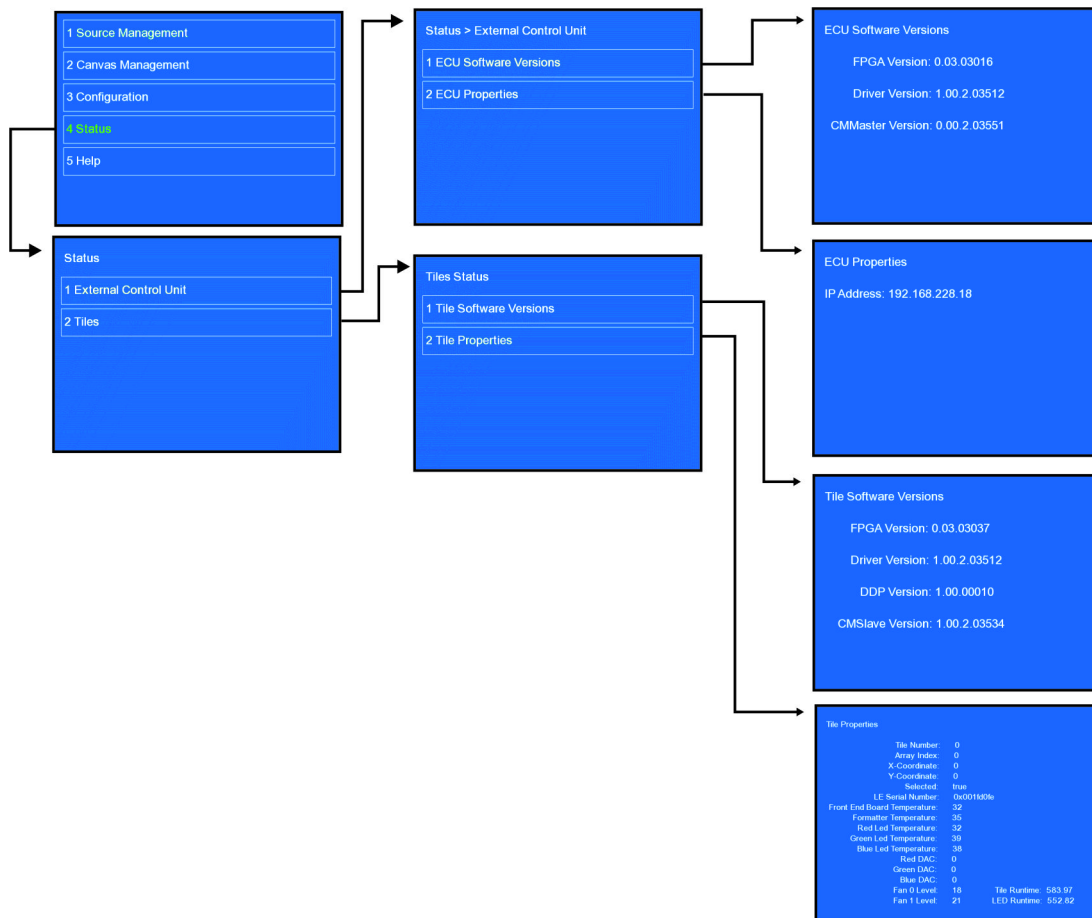 1 Source Management
2 Canvas Management
3 Configuration
4 Status
5 Help
Status
1 External Control Unit
2 Tiles
Status > External Control Unit
1 ECU Software Versions
2 ECU Properties
Tiles Status
1 Tile Software Versions
2 Tile Properties
ECU Software Versions
FPGA Version: 0.03.03016
Driver Version: 1.00.2.03512
CMMaster Version: 0.00.2.03551
ECU Properties
IP Address: 192.168.228.18
Tile Software Versions
FPGA Version: 0.03.03037
Driver Version: 1.00.2.03512
DDP Version: 1.00.00010
CMSlave Version: 1.00.2.03534
Tile Properties
Tile Number: 0
Array Index: 0
X-Coordinate: 0
Y-Coordinate: 0
Selected: true
LE Serial Number: 0x001fd0fe
Front End Board Temperature: 32
Formatter Temperature: 35
Red Led Temperature: 32
Green Led Temperature: 39
Blue Led Temperature: 38
Red DAC: 0
Green DAC: 0
Blue DAC: 0
Fan 0 Level: 18 Tile Runtime: 583.97
Fan 1 Level: 21 LED Runtime: 552.82